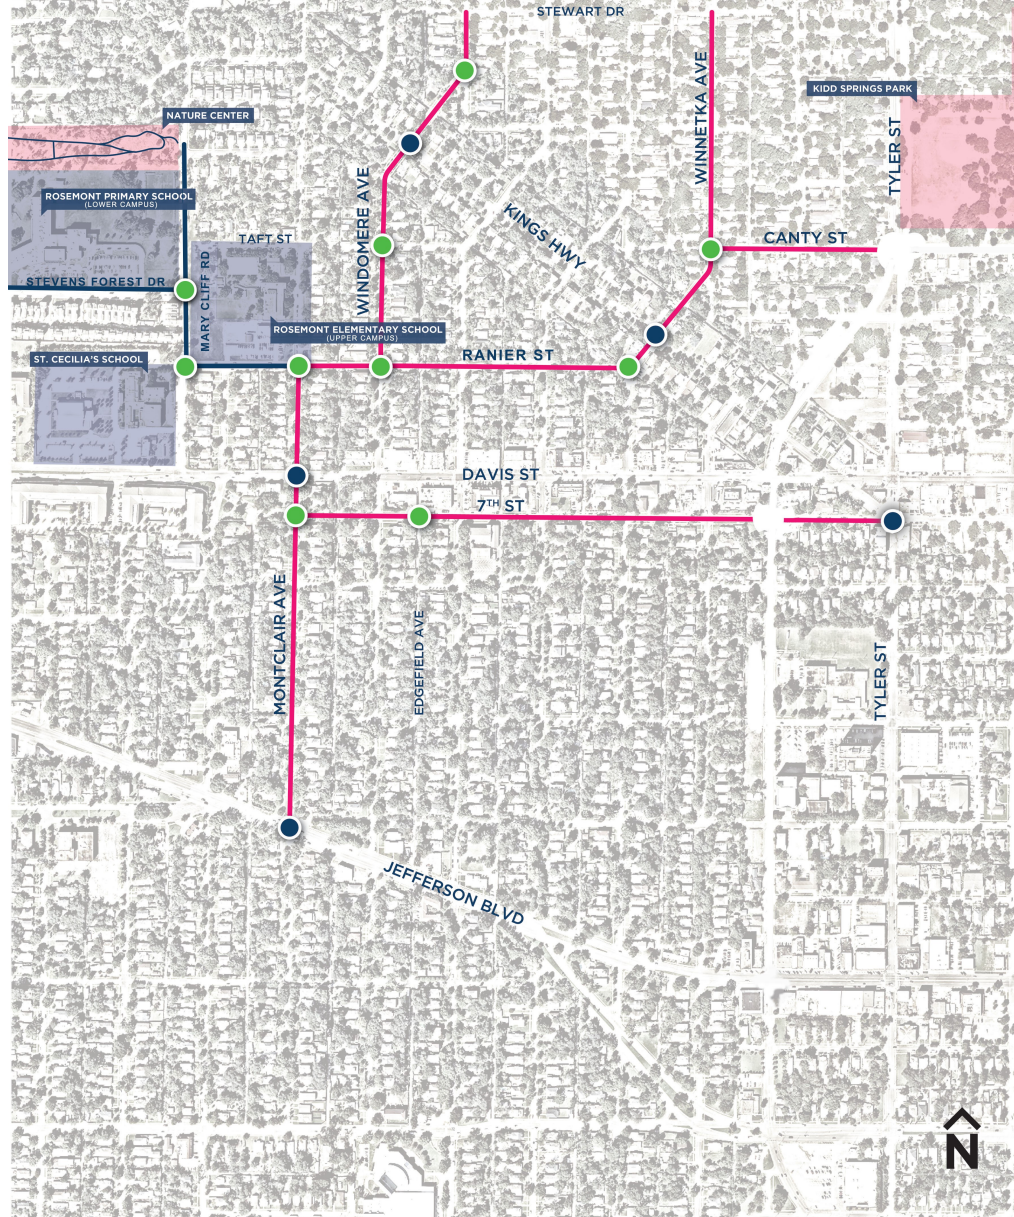 STEWART DR
WINNETKA AVE
KIDD SPRINGS PARK
NATURE CENTER
TYLER ST
ROSEMONT PRIMARY SCHOOL
(LOWER CAMPUS)
WINDOMERE AVE
KINGS HWY
TAFT ST
CANTY ST
STEVENS FOREST DR
MARY CLIFF RD
ROSEMONT ELEMENTARY SCHOOL
(UPPER CAMPUS)
ST. CECILIA'S SCHOOL
RANIER ST
DAVIS ST
7TH ST
MONTCLAIR AVE
EDGEFIELD AVE
TYLER ST
JEFFERSON BLVD
N